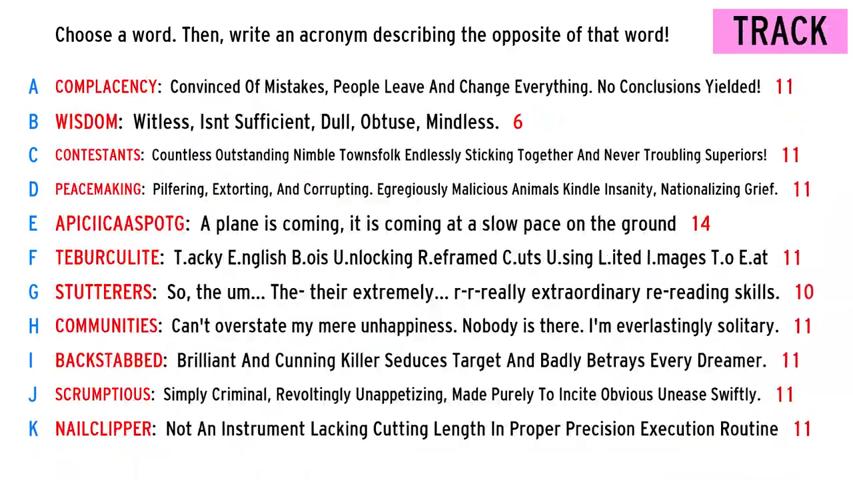 Choose a word. Then, write an acronym describing the opposite of that word!
TRACK
A COMPLACENCY: Convinced Of Mistakes, People Leave And Change Everything. No Conclusions Yielded! 11
B WISDOM: Witless, Isnt Sufficient, Dull, Obtuse, Mindless. 6
C CONTESTANTS: Countless Outstanding Nimble Townsfolk Endlessly Sticking Together And Never Troubling Superiors! 11
D PEACEMAKING: Pilfering, Extorting, And Corrupting. Egregiously Malicious Animals Kindle Insanity, Nationalizing Grief. 11
E APICIICAASPOTG: A plane is coming, it is coming at a slow pace on the ground 14
F TEBURCULITE: T.acky E.nglish B.ois U.nlocking R.eframed C.uts U.sing L.ited I.mages T.o E.at 11
G STUTTERERS: So, the um... The- their extremely... r-r-really extraordinary re-reading skills. 10
H COMMUNITIES: Can't overstate my mere unhappiness. Nobody is there. I'm everlastingly solitary. 11
I BACKSTABBED: Brilliant And Cunning Killer Seduces Target And Badly Betrays Every Dreamer. 11
J SCRUMPTIOUS: Simply Criminal, Revoltingly Unappetizing, Made Purely To Incite Obvious Unease Swiftly. 11
K NAILCLIPPER: Not An Instrument Lacking Cutting Length In Proper Precision Execution Routine 11